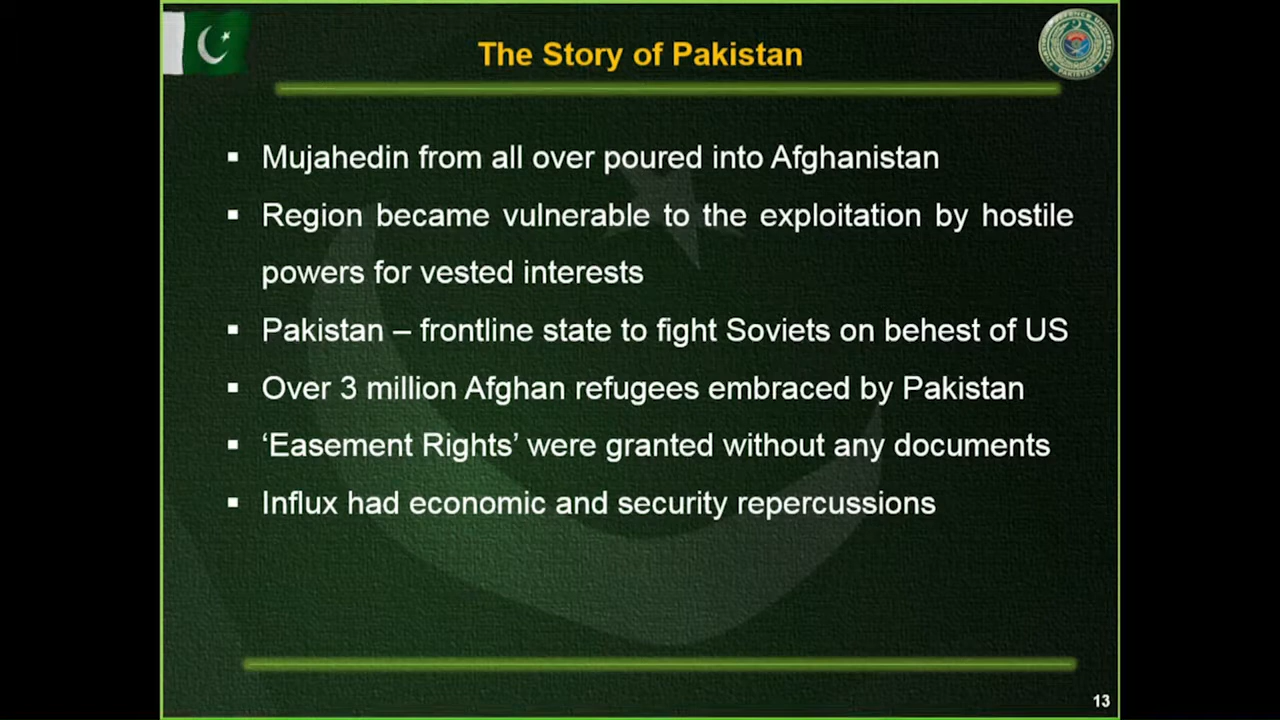 The Story of Pakistan
▪ Mujahedin from all over poured into Afghanistan
▪ Region became vulnerable to the exploitation by hostile
powers for vested interests
▪ Pakistan – frontline state to fight Soviets on behest of US
▪ Over 3 million Afghan refugees embraced by Pakistan
▪ ‘Easement Rights’ were granted without any documents
▪ Influx had economic and security repercussions
13